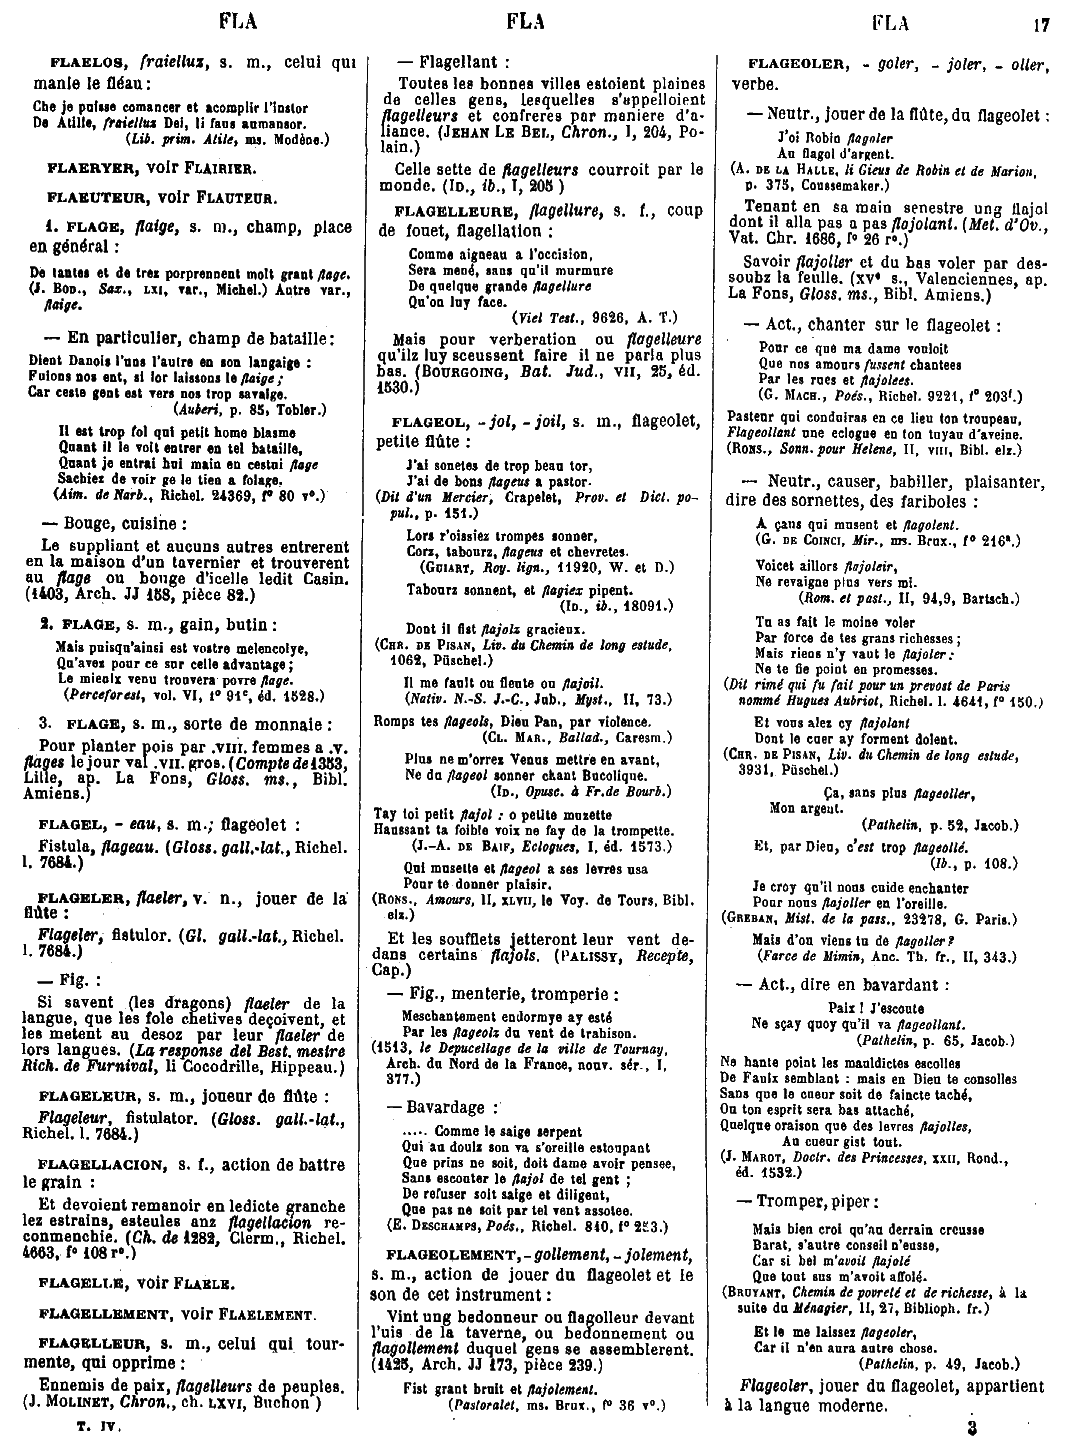 FLA
FLA
FLA
17
FLAELOS, fraiellux, s. m., celui qui
manie le fléau :
Che je puisse comancer et acomplir l'instor
De Atille, fraiellux Dei, li fans anmansor.
(Lib. prim. Atile, ms. Modène.)
FLAERYER, voir FLAIRIER.
FLAEUTEUR, voir FLAUTEUR.
1. FLAGE, flaige, s. m., champ, place
en général :
De tantes et de trez porprennent molt grant flage.
(J. BOD., Sax., LXI, var., Michel.) Autre var.,
flaige.
— En particulier, champ de bataille :
Dient Danois l'uns l'autre en son langaige :
Fuions nos ent, si lor laissons le flaige ;
Car ceste gent est vers nos trop savaige.
(Auberi, p. 85, Tobler.)
Il est trop fol qui petit home blasme
Quant il le voit entrer en tel bataille,
Quant je entrai hui main en cestui flage
Sachiez de voir ge le tien a folage.
(Aim. de Narb., Richel. 24369, f° 80 v°.)
— Bouge, cuisine :
Le suppliant et aucuns autres entrerent
en la maison d'un tavernier et trouverent
au flage ou bouge d'icelle ledit Casin.
(1403, Arch. JJ 158, pièce 82.)
2. FLAGE, s. m., gain, butin :
Mais puisqu'ainsi est vostre melencolye,
Qu'avez pour ce sur celle advantage ;
Le mieulx venu trouvera povre flage.
(Perceforest, vol. VI, f° 91c, éd. 1528.)
3. FLAGE, s. m., sorte de monnaie :
Pour planter pois par .VIII. femmes a .V.
flages le jour val .VII. gros. (Compte de 1353,
Lille, ap. La Fons, Gloss. ms., Bibl.
Amiens.)
FLAGEL, - eau, s. m.; flageolet :
Fistula, flageau. (Gloss. gall.-lat., Richel.
l. 7684.)
FLAGELER, flaeler, v. n., jouer de la
flûte :
Flageler, fistulor. (Gl. gall.-lat., Richel.
l. 7684.)
— Fig. :
Si savent (les dragons) flaeler de la
langue, que les fole chetives deçoivent, et
les metent au desoz par leur flaeler de
lors langues. (La response del Best. mestre
Rich. de Furnival, li Cocodrille, Hippeau.)
FLAGELEUR, s. m., joueur de flûte :
Flageleur, fistulator. (Gloss. gall.-lat.,
Richel. l. 7684.)
FLAGELLACION, s. f., action de battre
le grain :
Et devoient remanoir en ledicte granche
lez estrains, esteules anz flagellacion re-
conmenchie. (Ch. de 1282, Clerm., Richel.
4663, f° 108 r°.)
FLAGELLE, voir FLAELE.
FLAGELLEMENT, voir FLAELEMENT.
FLAGELLEUR, s. m., celui qui tour-
mente, qui opprime :
Ennemis de paix, flagelleurs de peuples.
(J. MOLINET, Chron., ch. LXVI, Buchon )
T. IV.
— Flagellant :
Toutes les bonnes villes estoient plaines
de celles gens, lesquelles s'appelloient
flagelleurs et confreres par maniere d'a-
liance. (JEHAN LE BEL, Chron., I, 204, Po-
lain.)
Celle sette de flagelleurs courroit par le
monde. (ID., ib., I, 205 )
FLAGELLEURE, flagellure, s. f., coup
de fouet, flagellation :
Comme aigneau a l'occision,
Sera mené, sans qu'il murmure
De quelque grande flagellure
Qu'on luy face.
(Viel Test., 9626, A. T.)
Mais pour verberation ou flagelleure
qu'ilz luy sceussent faire il ne parla plus
bas. (BOURGOING, Bat. Jud., VII, 25, éd.
1530.)
FLAGEOL, - jol, - joil, s. m., flageolet,
petite flûte :
J'ai sonetes de trop beau tor,
J'ai de bons flageus a pastor.
(Dit d'un Mercier, Crapelet, Prov. et Dict. po-
pul., p. 151.)
Lors r'oissiez trompes sonner,
Corz, tabourz, flageus et chevretes.
(GUIART, Roy. lign., 11920, W. et D.)
Tabours sonnent, et flagiex pipent.
(ID., ib., 18091.)
Dont il fist flajolz gracieux.
(CHR. DE PISAN, Liv. du Chemin de long estude,
1062, Püschel.)
Il me fault ou fleute ou flajoil.
(Nativ. N.-S. J.-C., Jub., Myst., II, 73.)
Romps tes flageols, Dieu Pan, par violence.
(CL. MAR., Ballad., Caresm.)
Plus ne m'orrez Venus mettre en avant,
Ne du flageol sonner chant Bucolique.
(ID., Opusc. à Fr. de Bourb.)
Tay toi petit flajol : o petite muzette
Haussant ta foible voix ne fay de la trompette.
(J.-A. DE BAIF, Eclogues, I, éd. 1573.)
Qui musette et flageol a ses levres usa
Pour te donner plaisir.
(RONS., Amours, II, XLVII, le Voy. de Tours, Bibl.
elz.)
Et les soufflets jetteront leur vent de-
dans certains flajols. (PALISSY, Recepte,
Cap.)
— Fig., menterie, tromperie :
Meschantement endormye ay esté
Par les flageolz du vent de trahison.
(1513, le Depucellage de la ville de Tournay,
Arch. du Nord de la France, nouv. sér., I,
377.)
— Bavardage :
..... Comme le saige serpent
Qui au doulz son va s'oreille estoupant
Que prins ne soit, doit dame avoir pensee,
Sans escouter le flajol de tel gent ;
De refuser soit saige et diligent,
Que pas ne soit par tel vent assotee.
(E. DESCHAMPS, Poés., Richel. 840, f° 253.)
FLAGEOLEMENT, - gollement, - jolement,
s. m., action de jouer du flageolet et le
son de cet instrument :
Vint ung bedonneur ou flagolleur devant
l'uis de la taverne, ou bedonnement ou
flagollement duquel gens se assemblerent.
(1425, Arch. JJ 173, pièce 239.)
Fist grant bruit et flajolement.
(Pastoralet, ms. Brux., f° 36 v°.)
FLAGEOLER, - goler, - joler, - oller,
verbe.
— Neutr., jouer de la flûte, du flageolet :
J'oi Robin flagoler
Au flagol d'argent.
(A. DE LA HALLE, li Gieus de Robin et de Marion,
p. 375, Coussemaker.)
Tenant en sa main senestre ung flajol
dont il alla pas a pas flojolant. (Met. d'Ov.,
Vat. Chr. 1686, f° 26 r°.)
Savoir flajoller et du bas voler par des-
soubz la feulle. (XVe s., Valenciennes, ap.
La Fons, Gloss. ms., Bibl. Amiens.)
— Act., chanter sur le flageolet :
Pour ce que ma dame vouloit
Que nos amours fussent chantees
Par les rues et flajolees.
(G. MACH., Poés., Richel. 9221, f° 203f.)
Pasteur qui conduiras en ce lieu ton troupeau,
Flageollant une eclogue en ton tuyau d'aveine.
(RONS., Sonn. pour Helene, II, VIII, Bibl. elz.)
— Neutr., causer, babiller, plaisanter,
dire des sornettes, des fariboles :
A çaus qui musent et flagolent.
(G. DE COINCI, Mir., ms. Brux., f° 216a.)
Voicet aillors flajoleir,
Ne revaigne plus vers mi.
(Rom. et past., II, 94,9, Bartsch.)
Tu as fait le moine voler
Par force de tes grans richesses ;
Mais riens n'y vaut le flajoler :
Ne te fie point en promesses.
(Dit rimé qui fu fait pour un prevost de Paris
nommé Hugues Aubriot, Richel. l. 4641, f° 150.)
Et vous alez cy flajolant
Dont le cuer ay forment dolent.
(CHR. DE PISAN, Liv. du Chemin de long estude,
3931, Püschel.)
Ça, sans plus flageoller,
Mon argent.
(Pathelin, p. 52, Jacob.)
Et, par Dieu, c'est trop flageollé.
(Ib., p. 108.)
Je croy qu'il nous cuide enchanter
Pour nous flajoller en l'oreille.
(GREBAN, Mist. de la pass., 23278, G. Paris.)
Mais d'ou viens tu de flagoller ?
(Farce de Mimin, Anc. Th. fr., II, 343.)
— Act., dire en bavardant :
Paix ! J'escoute
Ne sçay quoy qu'il va flageollant.
(Pathelin, p. 65, Jacob.)
Ne hante point les mauldictes escolles
De Faulx semblant : mais en Dieu te consolles
Sans que le cueur soit de faincte taché,
Ou ton esprit sera bas attaché,
Quelque oraison que des levres flajolles,
Au cueur gist tout.
(J. MAROT, Doctr. des Princesses, XXII, Rond.,
éd. 1532.)
— Tromper, piper :
Mais bien croi qu'au derrain creusse
Barat, s'autre conseil n'eusse,
Car si bel m'avoit flajolé
Que tout sus m'avoit affolé.
(BRUYANT, Chemin de povreté et de richesse, à la
suite du Ménagier, II, 27, Biblioph. fr.)
Et le me laissez flageoler,
Car il n'en aura autre chose.
(Pathelin, p. 49, Jacob.)
Flageoler, jouer du flageolet, appartient
à la langue moderne.
3